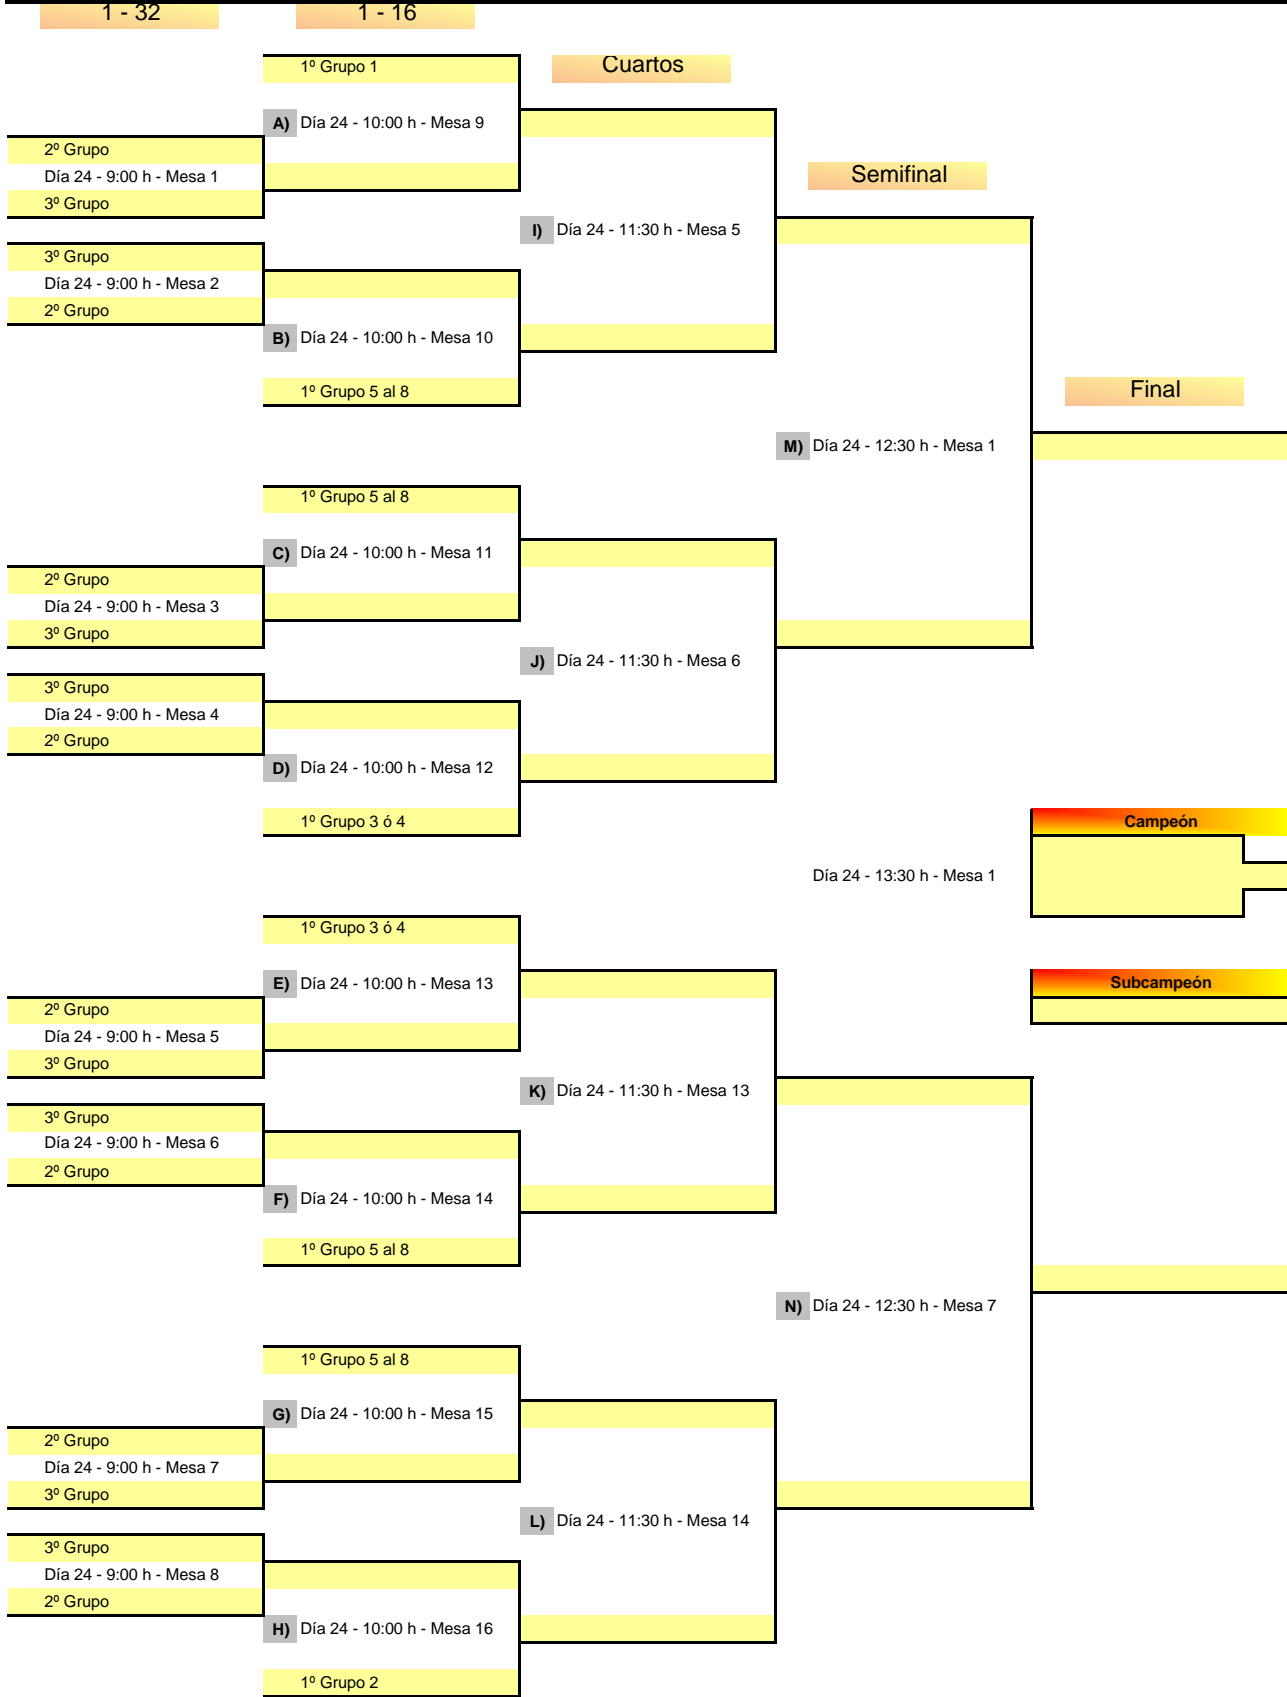 1 - 32
1 - 16
1º Grupo 1
Cuartos
A) Día 24 - 10:00 h - Mesa 9
2º Grupo
Día 24 - 9:00 h - Mesa 1
3º Grupo
Semifinal
I) Día 24 - 11:30 h - Mesa 5
3º Grupo
Día 24 - 9:00 h - Mesa 2
2º Grupo
B) Día 24 - 10:00 h - Mesa 10
1º Grupo 5 al 8
Final
M) Día 24 - 12:30 h - Mesa 1
1º Grupo 5 al 8
C) Día 24 - 10:00 h - Mesa 11
2º Grupo
Día 24 - 9:00 h - Mesa 3
3º Grupo
J) Día 24 - 11:30 h - Mesa 6
3º Grupo
Día 24 - 9:00 h - Mesa 4
2º Grupo
D) Día 24 - 10:00 h - Mesa 12
1º Grupo 3 ó 4
Campeón
Día 24 - 13:30 h - Mesa 1
1º Grupo 3 ó 4
E) Día 24 - 10:00 h - Mesa 13
Subcampeón
2º Grupo
Día 24 - 9:00 h - Mesa 5
3º Grupo
K) Día 24 - 11:30 h - Mesa 13
3º Grupo
Día 24 - 9:00 h - Mesa 6
2º Grupo
F) Día 24 - 10:00 h - Mesa 14
1º Grupo 5 al 8
N) Día 24 - 12:30 h - Mesa 7
1º Grupo 5 al 8
G) Día 24 - 10:00 h - Mesa 15
2º Grupo
Día 24 - 9:00 h - Mesa 7
3º Grupo
L) Día 24 - 11:30 h - Mesa 14
3º Grupo
Día 24 - 9:00 h - Mesa 8
2º Grupo
H) Día 24 - 10:00 h - Mesa 16
1º Grupo 2